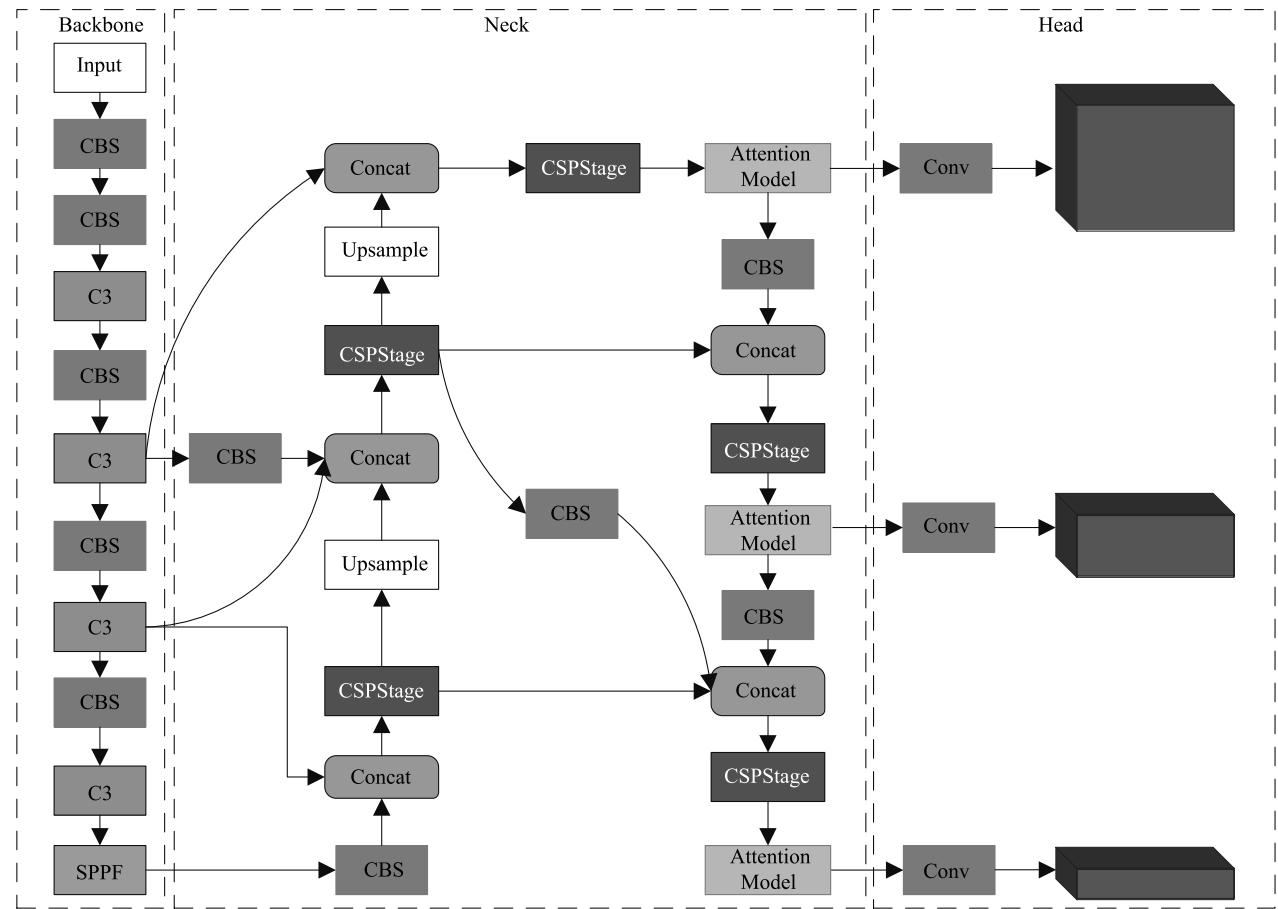 Backbone
Neck
Head
Input
CBS
CBS
C3
CBS
C3
CBS
C3
CBS
C3
SPPF
CBS
Concat
Upsample
CSPStage
Concat
Upsample
CSPStage
Concat
CBS
CSPStage
CBS
Attention
Model
CBS
Concat
CSPStage
Attention
Model
CBS
Concat
CSPStage
Attention
Model
Conv
Conv
Conv